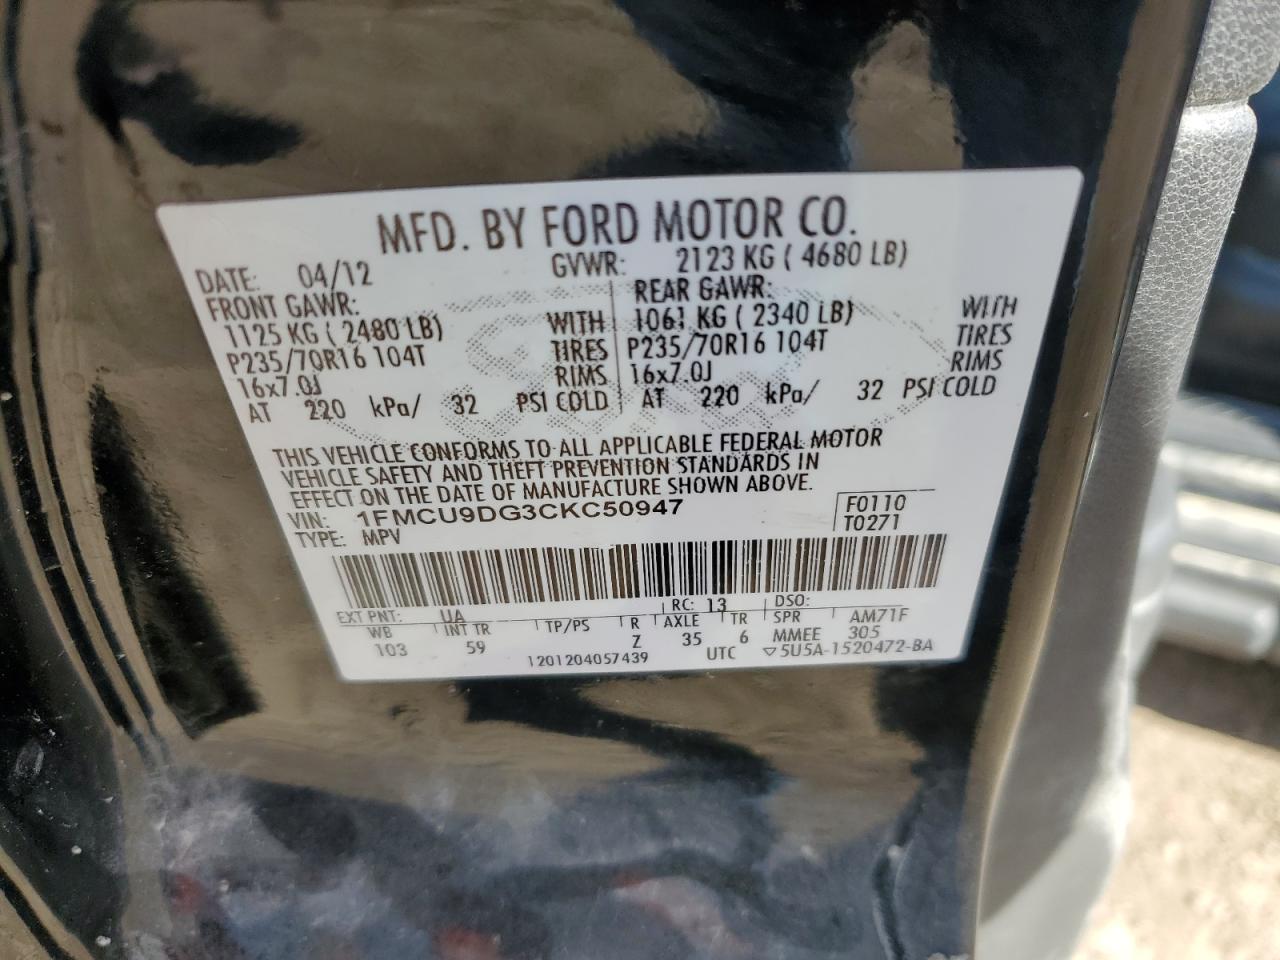 MFD. BY FORD MOTOR CO.
DATE: 04/12 GVWR: 2123 KG ( 4680 LB)
FRONT GAWR: REAR GAWR:
1125 KG ( 2480 LB) WITH 1061 KG ( 2340 LB) WITH
P235/70R16 104T TIRES P235/70R16 104T TIRES
16x7.0J RIMS 16x7.0J RIMS
AT 220 kPa/ 32 PSI COLD AT 220 kPa/ 32 PSI COLD
THIS VEHICLE CONFORMS TO ALL APPLICABLE FEDERAL MOTOR
VEHICLE SAFETY AND THEFT PREVENTION STANDARDS IN
EFFECT ON THE DATE OF MANUFACTURE SHOWN ABOVE.
VIN: 1FMCU9DG3CKC50947 F0110
TYPE: MPV T0271
EXT PNT: UA RC: 13 DSO:
WB INT TR TP/PS R AXLE TR SPR AM71F
103 59 Z 35 6 MMEE 305
1201204057439 UTC ▽5U5A-1520472-BA